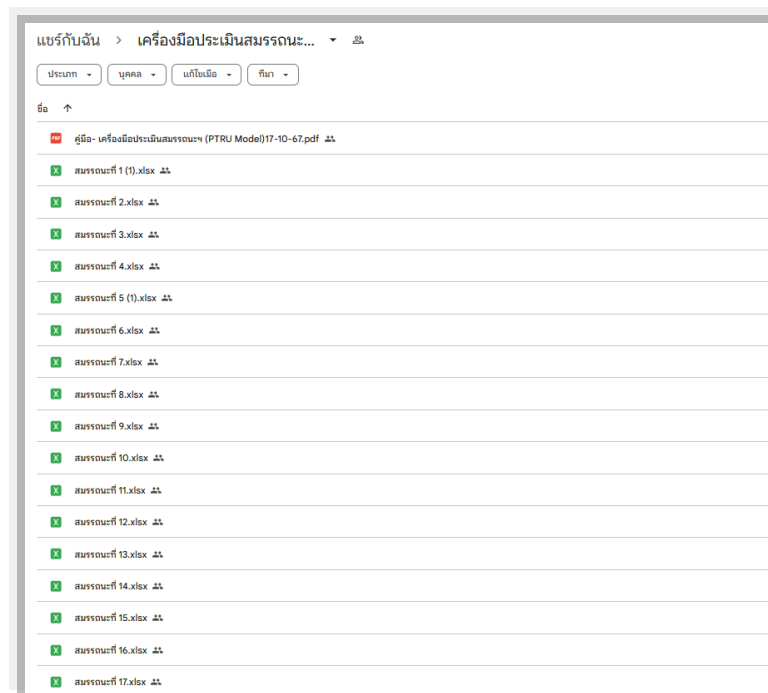 แชร์กับฉัน > เครื่องมือประเมินสมรรถนะ...
ประเภท บุคคล แก้ไขเมื่อ ที่มา
ชื่อ ↑
PDF คู่มือ- เครื่องมือประเมินสมรรถนะฯ (PTRU Model)17-10-67.pdf
X สมรรถนะที่ 1 (1).xlsx
X สมรรถนะที่ 2.xlsx
X สมรรถนะที่ 3.xlsx
X สมรรถนะที่ 4.xlsx
X สมรรถนะที่ 5 (1).xlsx
X สมรรถนะที่ 6.xlsx
X สมรรถนะที่ 7.xlsx
X สมรรถนะที่ 8.xlsx
X สมรรถนะที่ 9.xlsx
X สมรรถนะที่ 10.xlsx
X สมรรถนะที่ 11.xlsx
X สมรรถนะที่ 12.xlsx
X สมรรถนะที่ 13.xlsx
X สมรรถนะที่ 14.xlsx
X สมรรถนะที่ 15.xlsx
X สมรรถนะที่ 16.xlsx
X สมรรถนะที่ 17.xlsx